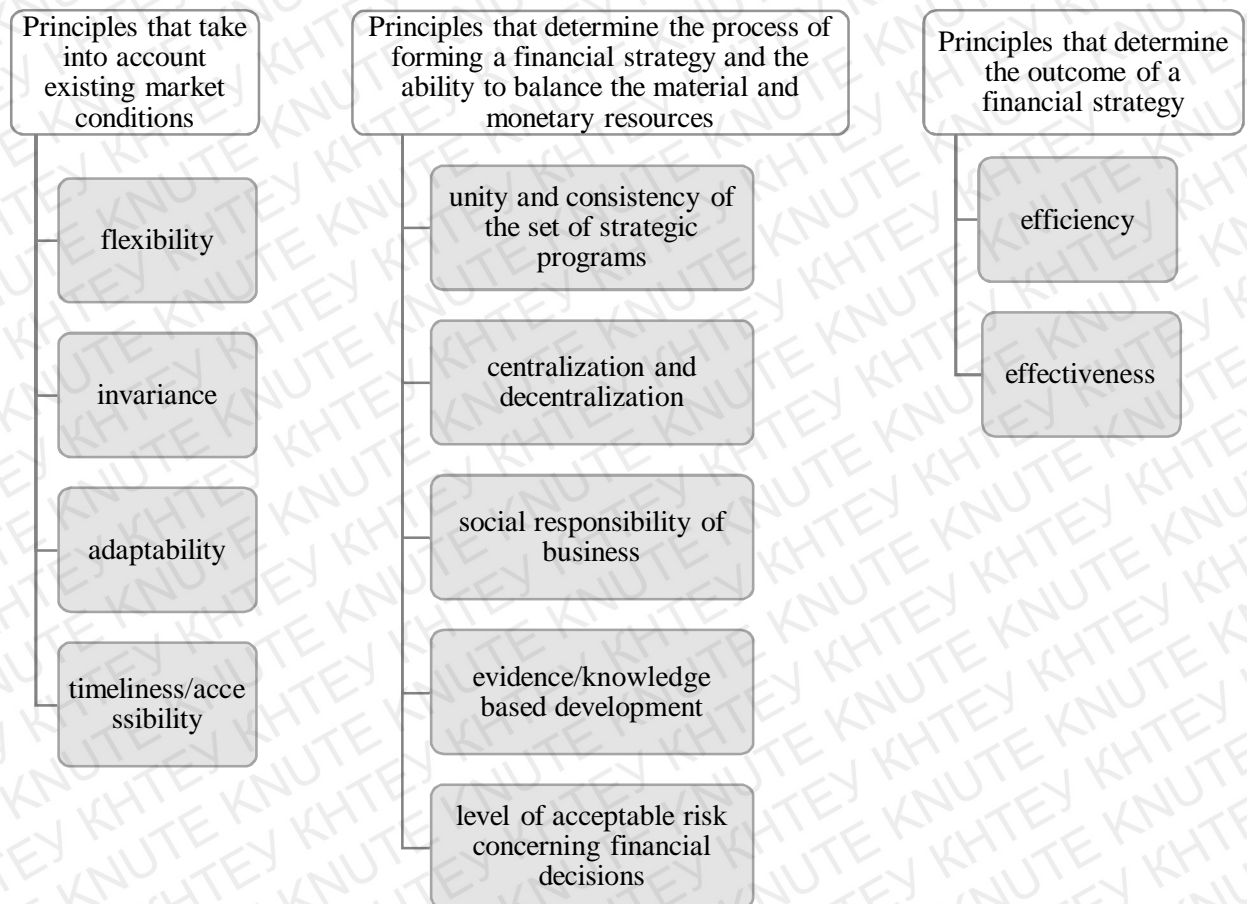 Principles that take
into account
existing market
conditions
flexibility
invariance
adaptability
timeliness/acce
ssibility
Principles that determine the process of
forming a financial strategy and the
ability to balance the material and
monetary resources
unity and consistency of
the set of strategic
programs
centralization and
decentralization
social responsibility of
business
evidence/knowledge
based development
level of acceptable risk
concerning financial
decisions
Principles that determine
the outcome of a
financial strategy
efficiency
effectiveness
КНТЕУ KNUTE